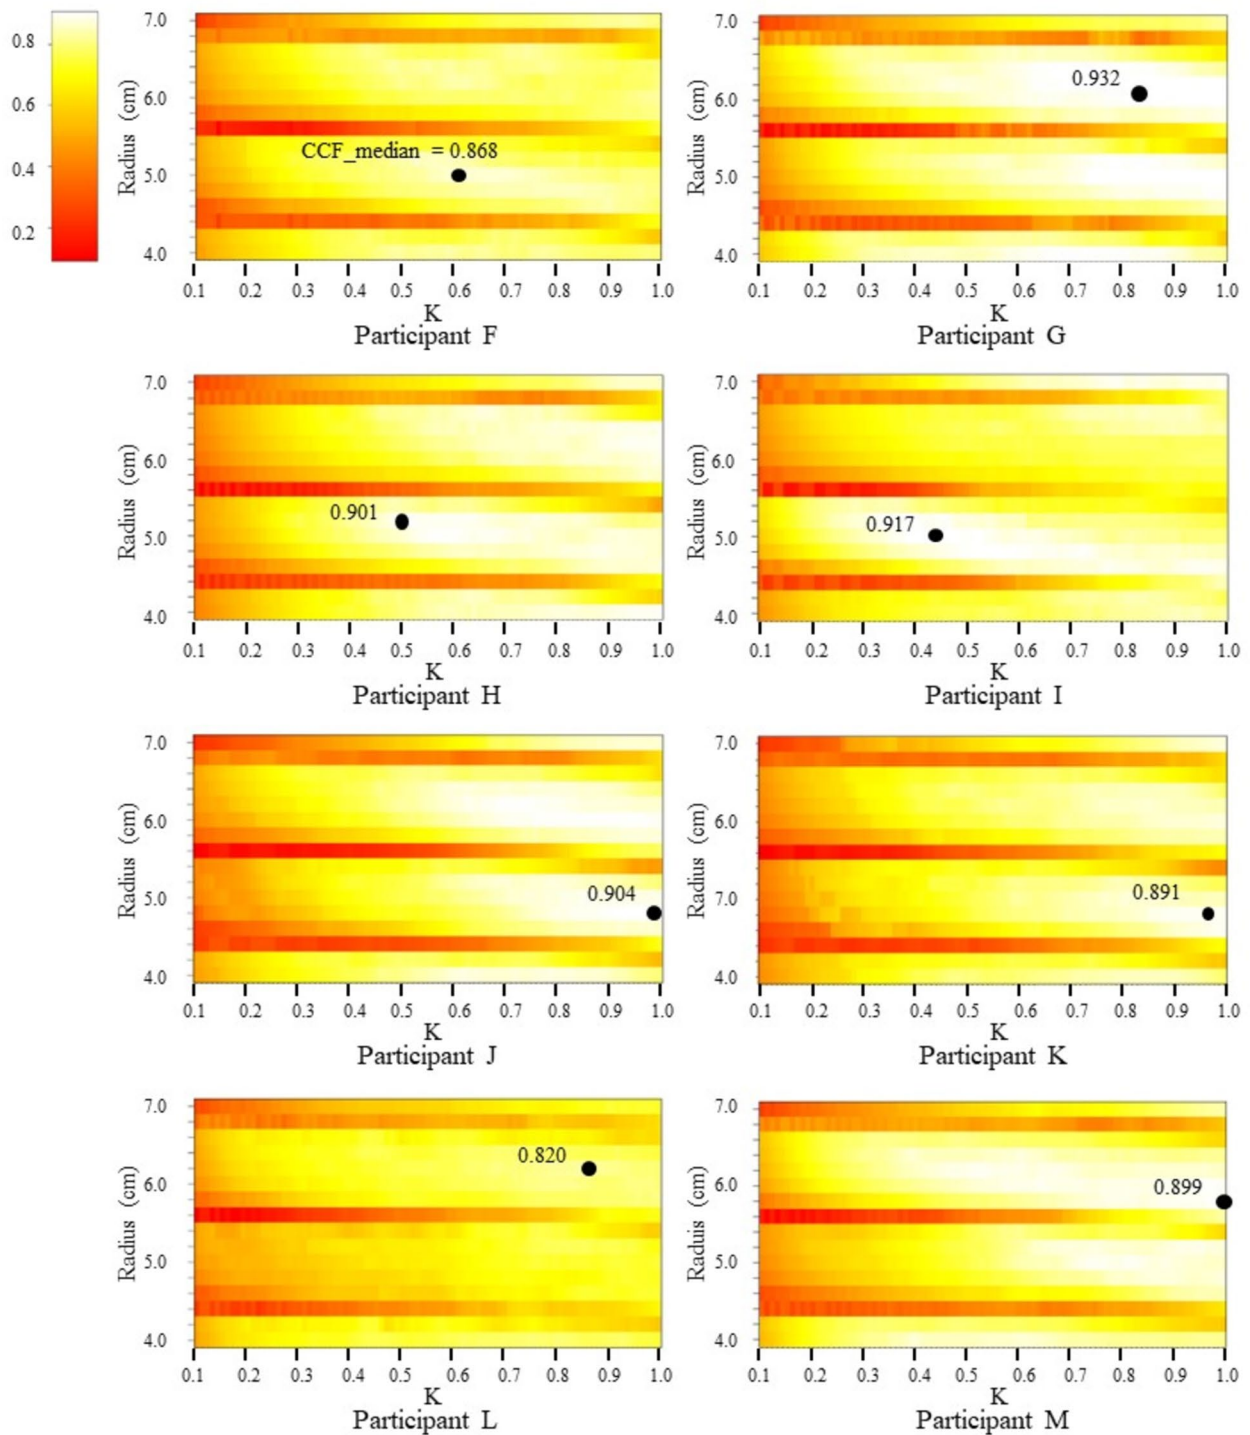 0.8
0.6
0.4
0.2
Radius (cm)
7.0
6.0
5.0
4.0
CCF_median = 0.868
0.1 0.2 0.3 0.4 0.5 0.6 0.7 0.8 0.9 1.0
K
Participant F
Radius (cm)
7.0
6.0
5.0
4.0
0.932
0.1 0.2 0.3 0.4 0.5 0.6 0.7 0.8 0.9 1.0
K
Participant G
Radius (cm)
7.0
6.0
5.0
4.0
0.901
0.1 0.2 0.3 0.4 0.5 0.6 0.7 0.8 0.9 1.0
K
Participant H
Radius (cm)
7.0
6.0
5.0
4.0
0.917
0.1 0.2 0.3 0.4 0.5 0.6 0.7 0.8 0.9 1.0
K
Participant I
Radius (cm)
7.0
6.0
5.0
4.0
0.904
0.1 0.2 0.3 0.4 0.5 0.6 0.7 0.8 0.9 1.0
K
Participant J
Radius (cm)
7.0
6.0
7.0
4.0
0.891
0.1 0.2 0.3 0.4 0.5 0.6 0.7 0.8 0.9 1.0
K
Participant K
Radius (cm)
7.0
6.0
5.0
4.0
0.820
0.1 0.2 0.3 0.4 0.5 0.6 0.7 0.8 0.9 1.0
K
Participant L
Raduis (cm)
7.0
6.0
5.0
4.0
0.899
0.1 0.2 0.3 0.4 0.5 0.6 0.7 0.8 0.9 1.0
K
Participant M